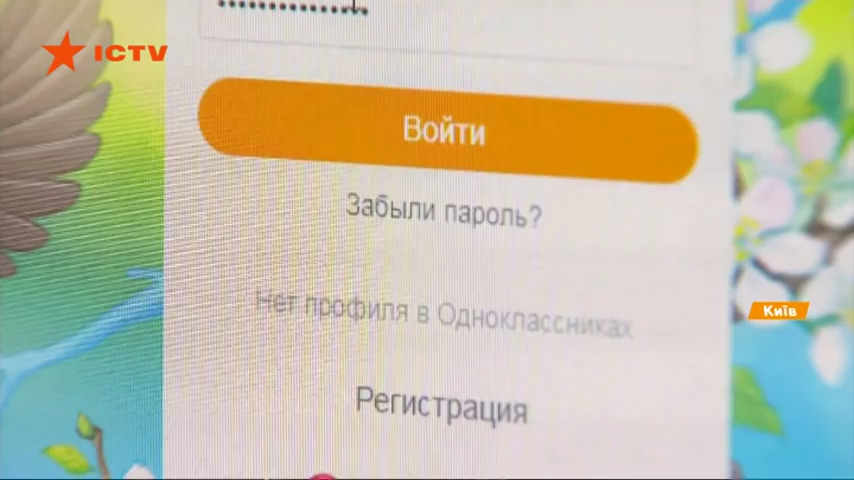 ICTV
Войти
Забыли пароль?
Нет профиля в Одноклассниках
Регистрация
Київ